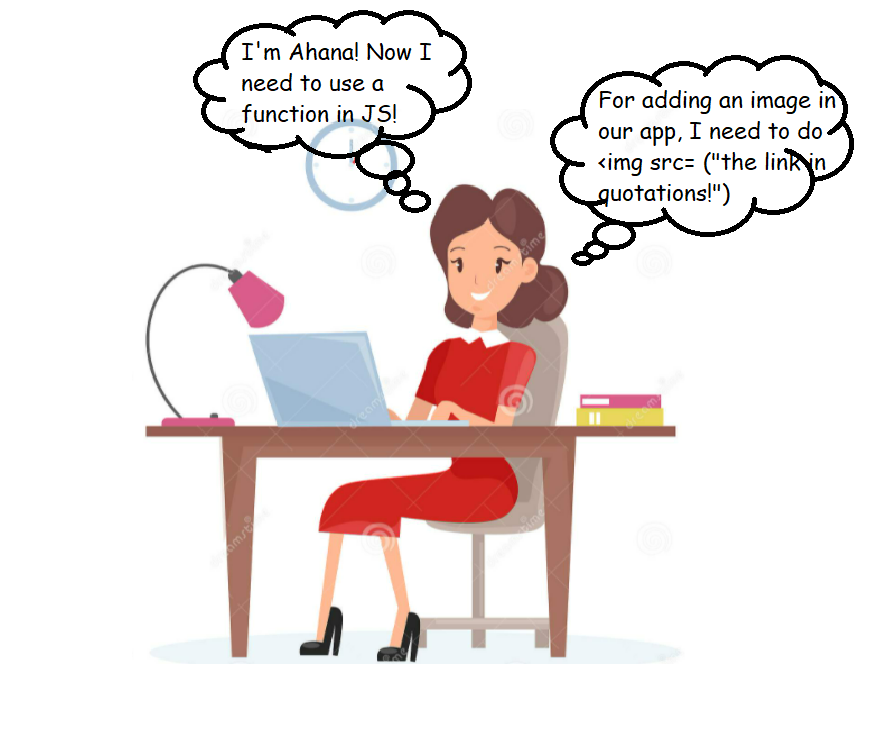 I'm Ahana! Now I
need to use a
function in JS!
For adding an image in
our app, I need to do
<img src= ("the link in
quotations!")
dreamstime